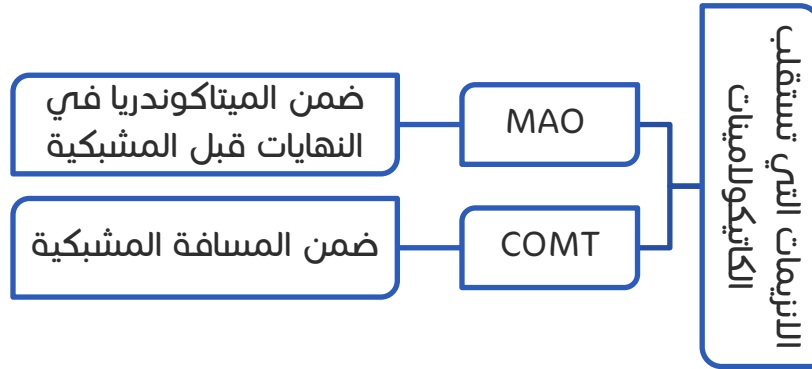 الانزيمات التي تستقلب
الكاتيكولامينات
MAO
ضمن الميتاكوندريا في
النهايات قبل المشبكية
COMT
ضمن المسافة المشبكية